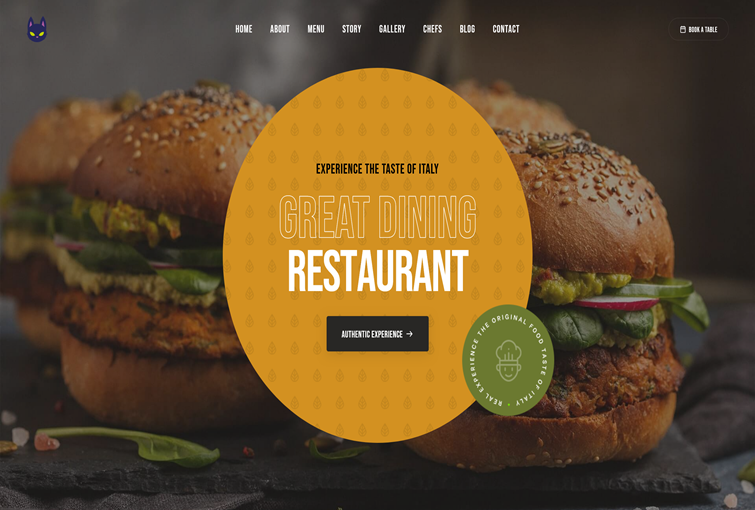 HOME ABOUT MENU STORY GALLERY CHEFS BLOG CONTACT
BOOK A TABLE
EXPERIENCE THE TASTE OF ITALY
GREAT DINING
RESTAURANT
AUTHENTIC EXPERIENCE →
REAL EXPERIENCE THE ORIGINAL FOOD TASTE OF ITALY •